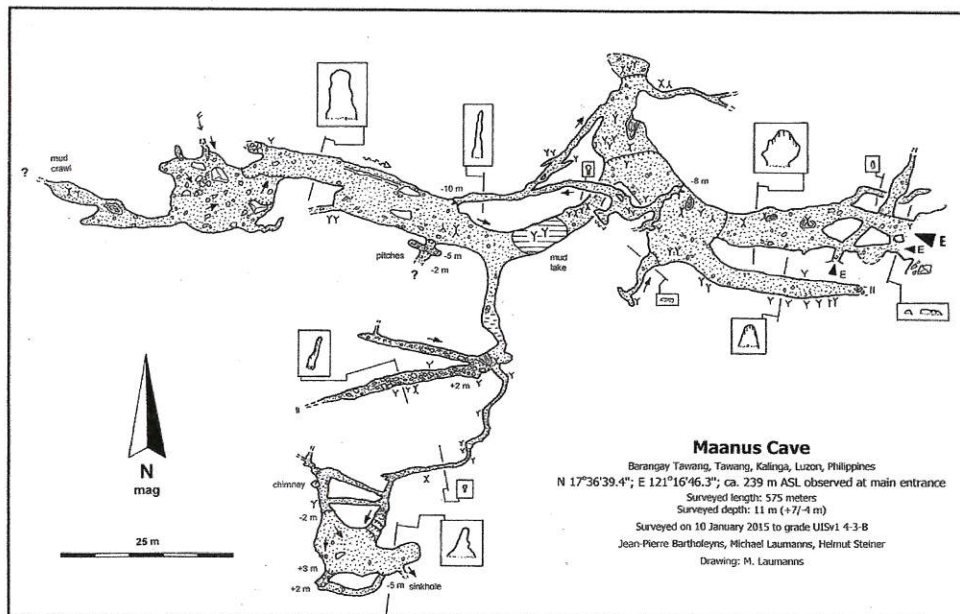 mud
crawl
?
-10 m
-8 m
pitches
-5 m
-2 m
?
mud
lake
E
E
E
+2 m
chimney
-2 m
+3 m
+2 m
-5 m
sinkhole
N
mag
25 m
Maanus Cave
Barangay Tawang, Tawang, Kalinga, Luzon, Philippines
N 17°36'39.4"; E 121°16'46.3"; ca. 239 m ASL observed at main entrance
Surveyed length: 575 meters
Surveyed depth: 11 m (+7/-4 m)
Surveyed on 10 January 2015 to grade UISv1 4-3-B
Jean-Pierre Bartholeyns, Michael Laumanns, Helmut Steiner
Drawing: M. Laumanns